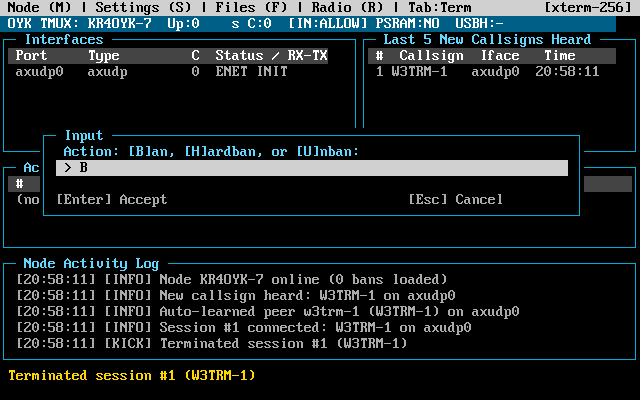 Node (M) | Settings (S) | Files (F) | Radio (R) | Tab:Term [xterm-256]
OYK TMUX: KR4OYK-7 Up:0 s C:0 [IN:ALLOW] PSRAM:NO USBH:-
Interfaces
Port Type C Status / RX-TX
axudp0 axudp 0 ENET INIT
Last 5 New Callsigns Heard
# Callsign Iface Time
1 W3TRM-1 axudp0 20:58:11
Input
Action: [B]an, [H]ardban, or [U]nban:
> B
[Enter] Accept [Esc] Cancel
Ac
#
(no
Node Activity Log
[20:58:11] [INFO] Node KR4OYK-7 online (0 bans loaded)
[20:58:11] [INFO] New callsign heard: W3TRM-1 on axudp0
[20:58:11] [INFO] Auto-learned peer w3trm-1 (W3TRM-1) on axudp0
[20:58:11] [INFO] Session #1 connected: W3TRM-1 on axudp0
[20:58:11] [KICK] Terminated session #1 (W3TRM-1)
Terminated session #1 (W3TRM-1)